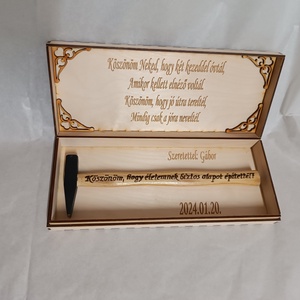 Köszönöm Neked, hogy két kezeddel óvtál,
Amikor kellett elnéző voltál.
Köszönöm, hogy jó útra tereltél,
Mindig csak a jóra neveltél.
Szeretettel: Gábor
Köszönöm, hogy életemnek biztos alapot építettél!
2024.01.20.